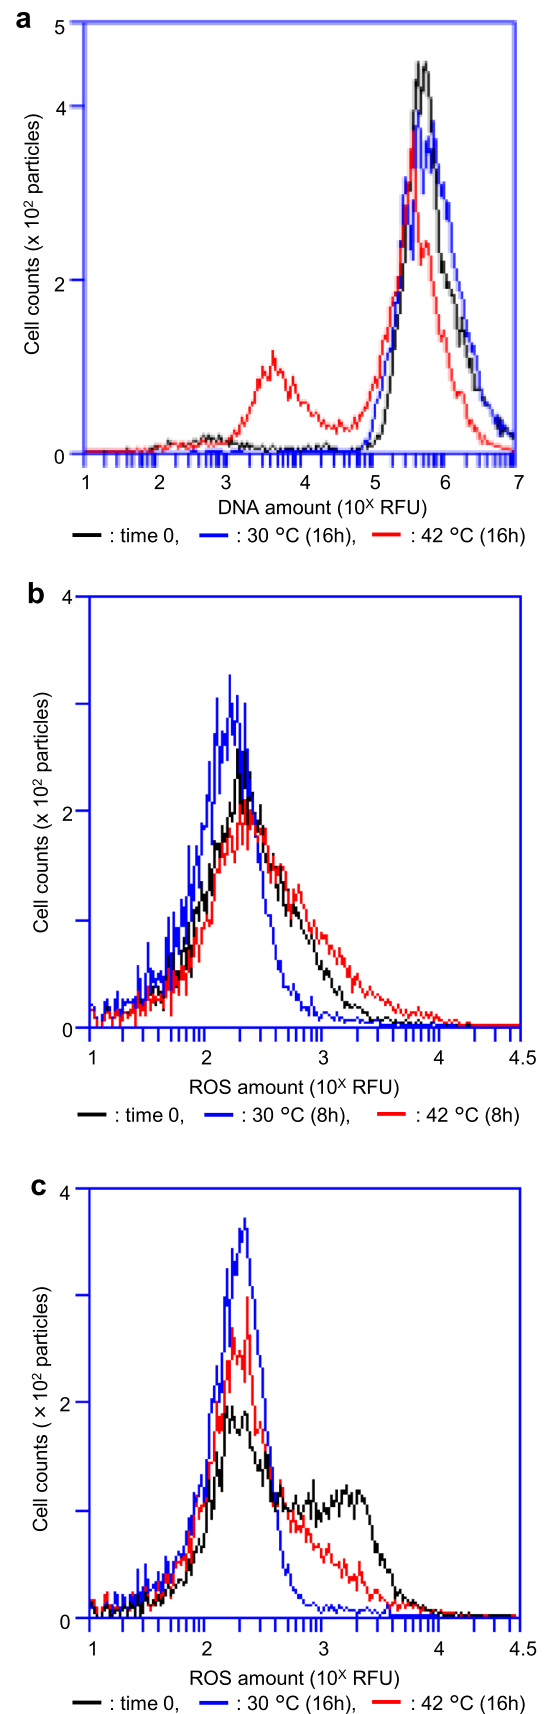 a
5
4
2
0
Cell counts (x 10² particles)
1 2 3 4 5 6 7
DNA amount (10ˣ RFU)
: time 0, : 30 °C (16h), : 42 °C (16h)
b
4
2
0
Cell counts (x 10² particles)
1 2 3 4 4.5
ROS amount (10ˣ RFU)
: time 0, : 30 °C (8h), : 42 °C (8h)
c
4
2
0
Cell counts ( × 10² particles)
1 2 3 4 4.5
ROS amount (10ˣ RFU)
: time 0, : 30 °C (16h), : 42 °C (16h)